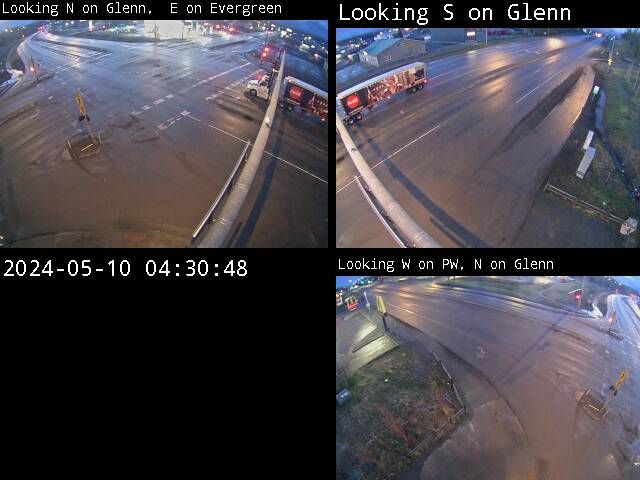 Looking N on Glenn,  E on Evergreen
Looking S on Glenn
2024-05-10 04:30:48
Looking W on PW, N on Glenn